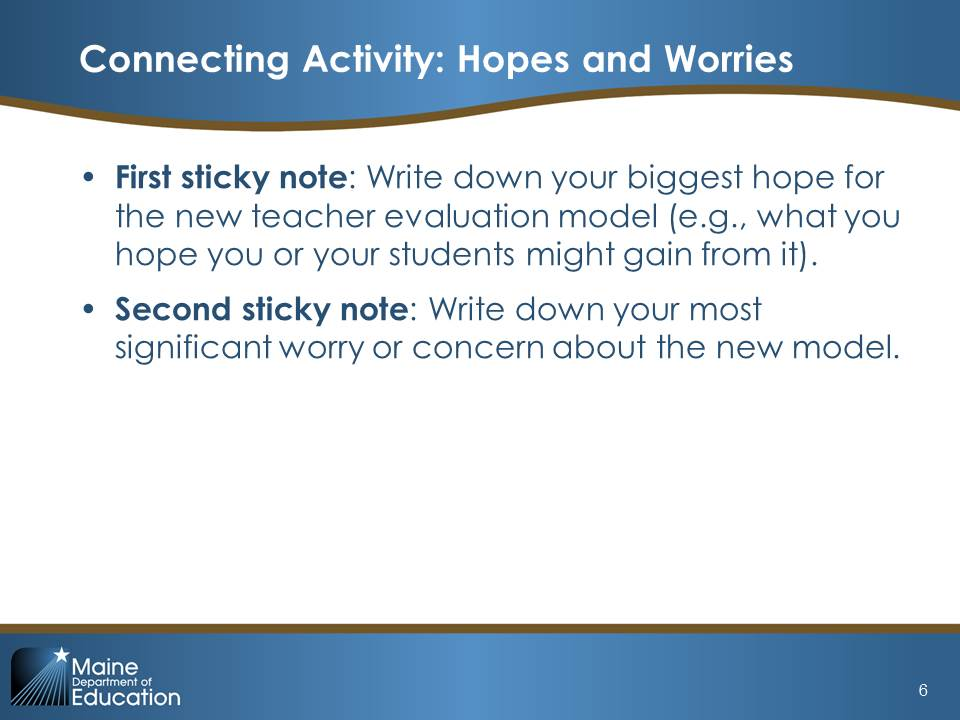 Connecting Activity: Hopes and Worries
• First sticky note: Write down your biggest hope for
the new teacher evaluation model (e.g., what you
hope you or your students might gain from it).
• Second sticky note: Write down your most
significant worry or concern about the new model.
Maine
Department of
Education
6